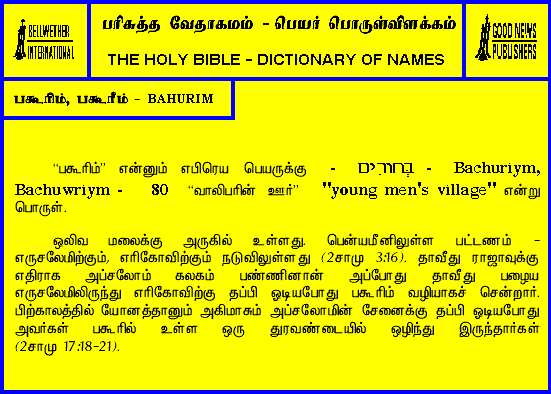 BELLWETHER
INTERNATIONAL
பரிசுத்த வேதாகமம் - பெயர் பொருள்விளக்கம்
THE HOLY BIBLE - DICTIONARY OF NAMES
GOOD NEWS
PUBLISHERS
பகூரிம், பகூரீம் - BAHURIM
“பகூரிம்” என்னும் எபிரெய பெயருக்கு - בַּחוּרִים - Bachuriym,
Bachuwriym - 80 “வாலிபரின் ஊர்” "young men's village" என்று
பொருள்.
ஒலிவ மலைக்கு அருகில் உள்ளது. பென்யமீனிலுள்ள பட்டணம் -
எருசலேமிற்கும், எரிகோவிற்கும் நடுவிலுள்ளது (2சாமு 3:16). தாவீது ராஜாவுக்கு
எதிராக அப்சலோம் கலகம் பண்ணினான் அப்போது தாவீது பழைய
எருசலேமிலிருந்து எரிகோவிற்கு தப்பி ஓடியபோது பகூரிம் வழியாகச் சென்றார்.
பிற்காலத்தில் யோனத்தானும் அகிமாசும் அப்சலோமின் சேனைக்கு தப்பி ஓடியபோது
அவர்கள் பகூரில் உள்ள ஒரு துரவண்டையில் ஒழிந்து இருந்தார்கள்
(2சாமு 17:18-21).